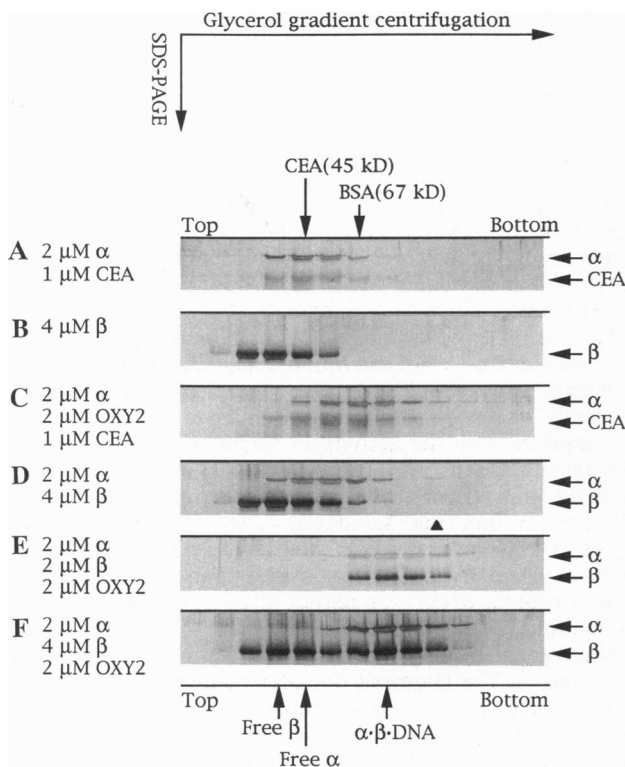 Glycerol gradient centrifugation
SDS-PAGE
CEA(45 kD)
BSA(67 kD)
Top Bottom
A 2 μM α
1 μM CEA
α
CEA
B 4 μM β
β
C 2 μM α
2 μM OXY2
1 μM CEA
α
CEA
D 2 μM α
4 μM β
α
β
E 2 μM α
2 μM β
2 μM OXY2
α
β
F 2 μM α
4 μM β
2 μM OXY2
α
β
Top Bottom
Free β
Free α
α·β·DNA